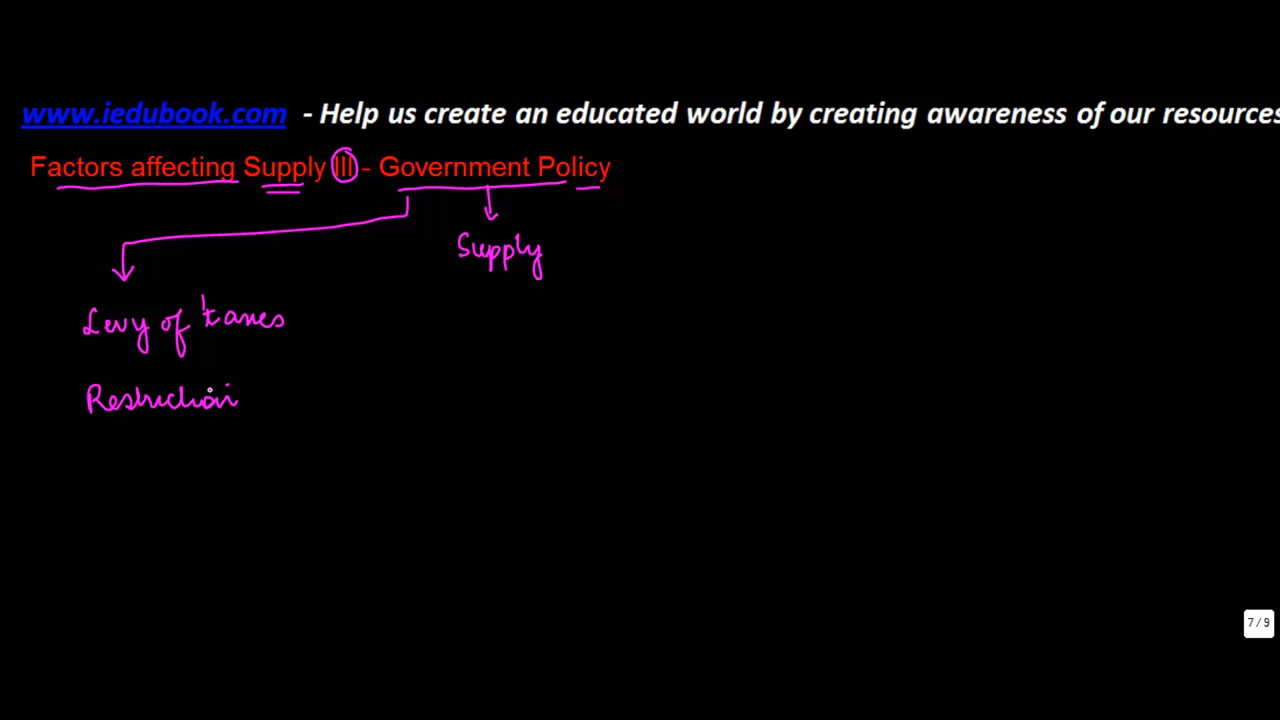 www.iedubook.com - Help us create an educated world by creating awareness of our resources
Factors affecting Supply III - Government Policy
Supply
Levy of taxes
Restriction
7 / 9